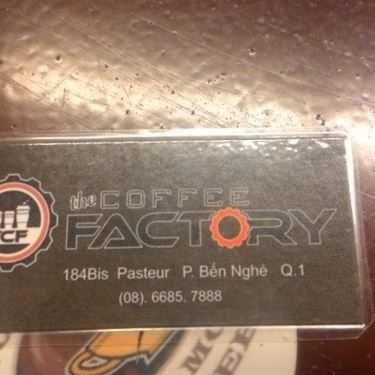 the COFFEE
FACTORY
CF
184Bis Pasteur P. Bến Nghé Q.1
(08). 6685. 7888